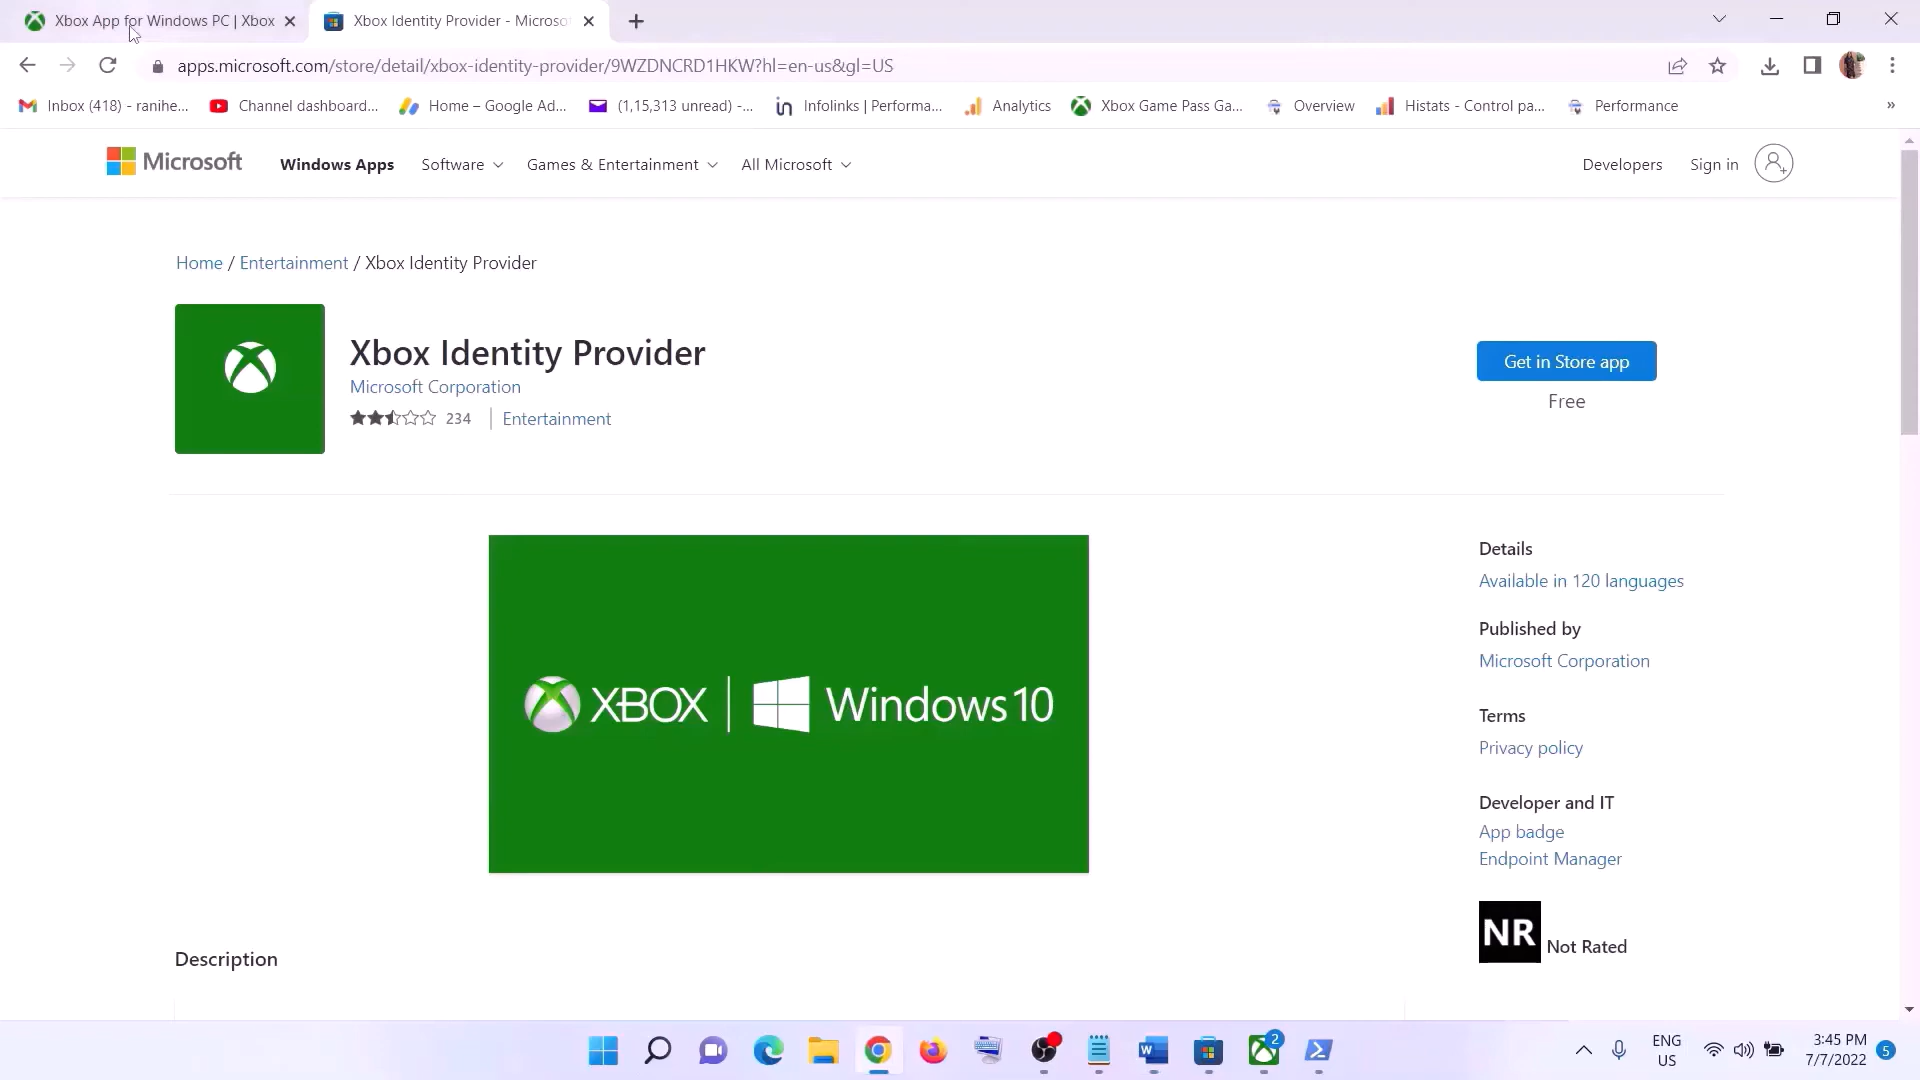 Xbox App for Windows PC | Xbox
Xbox Identity Provider - Microso
apps.microsoft.com/store/detail/xbox-identity-provider/9WZDNCRD1HKW?hl=en-us&gl=US
Inbox (418) - ranihe...
Channel dashboard...
Home – Google Ad...
(1,15,313 unread) -...
Infolinks | Performa...
Analytics
Xbox Game Pass Ga...
Overview
Histats - Control pa...
Performance
»
Microsoft
Windows Apps
Software
Games & Entertainment
All Microsoft
Developers
Sign in
Home / Entertainment / Xbox Identity Provider
Xbox Identity Provider
Microsoft Corporation
234
Entertainment
Get in Store app
Free
XBOX | Windows 10
Details
Available in 120 languages
Published by
Microsoft Corporation
Terms
Privacy policy
Developer and IT
App badge
Endpoint Manager
NR Not Rated
Description
2
ENG
US
3:45 PM
7/7/2022
5